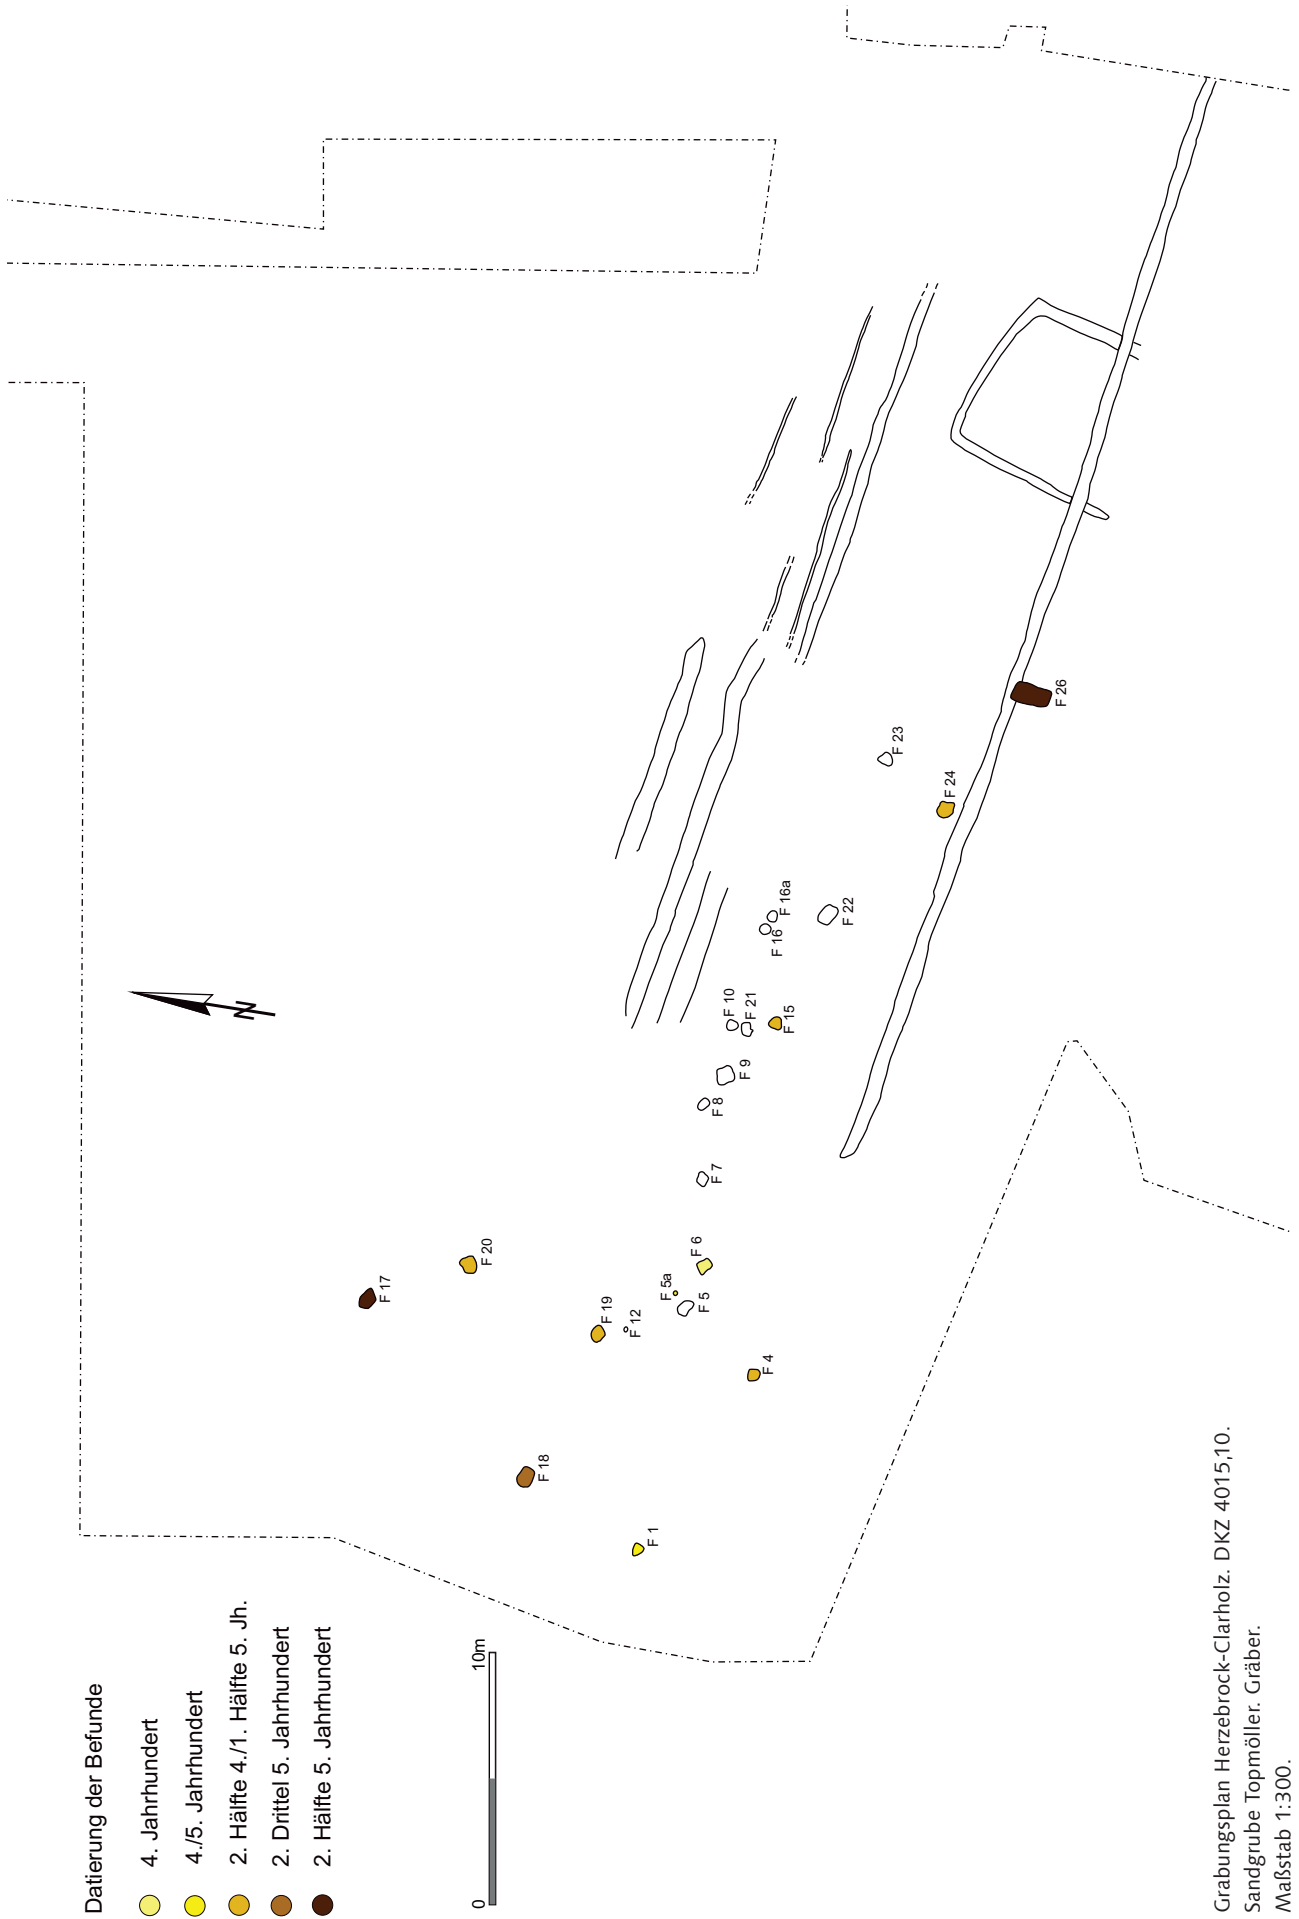 Datierung der Befunde
4. Jahrhundert
4./5. Jahrhundert
2. Hälfte 4./1. Hälfte 5. Jh.
2. Drittel 5. Jahrhundert
2. Hälfte 5. Jahrhundert
0
10m
N
F 17
F 20
F 18
F 19
F 12
F 1
F 5a
F 5
F 6
F 4
F 7
F 8
F 9
F 10
F 21
F 15
F 16
F 16a
F 22
F 23
F 24
F 26
Grabungsplan Herzebrock-Clarholz. DKZ 4015,10.
Sandgrube Topmöller. Gräber.
Maßstab 1:300.